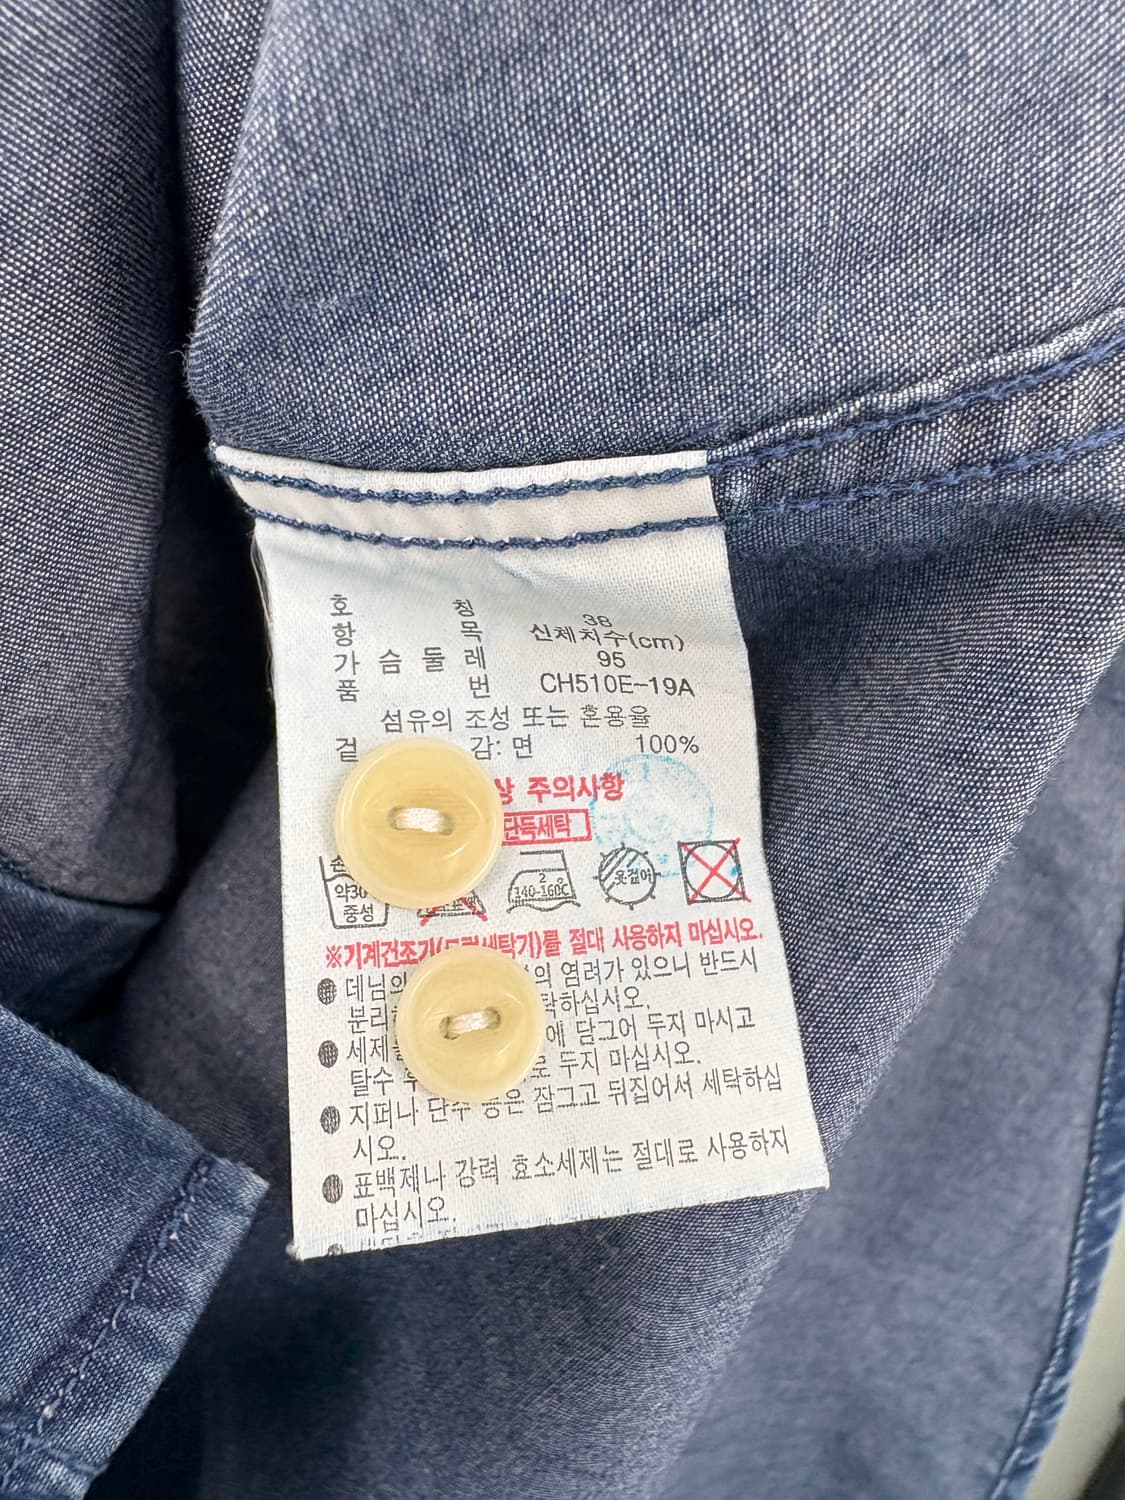 호 칭 36
항 목 신체치수(cm)
가 슴 둘 레 95
품 번 CH510E-19A
섬유의 조성 또는 혼용율
겉 감: 면 100%
상 주의사항
단독세탁
약30
중성
2
140-160℃
옷걸이
※기계건조기(드럼세탁기)를 절대 사용하지 마십시오.
● 데님의 염려가 있으니 반드시
분리 탁하십시오.
● 세제를 에 담그어 두지 마시고
탈수 후 로 두지 마십시오.
● 지퍼나 단추 등은 잠그고 뒤집어서 세탁하십
시오.
● 표백제나 강력 효소세제는 절대로 사용하지
마십시오.